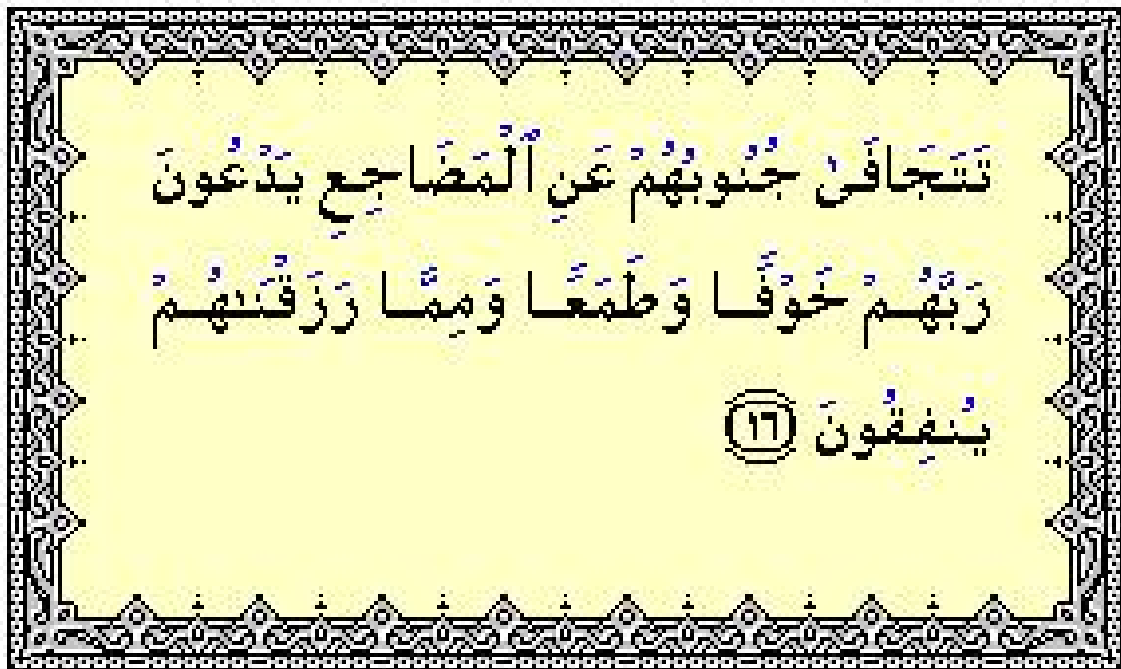 تَتَجَافَىٰ جُنُوبُهُمْ عَنِ ٱلْمَضَاجِعِ يَدْعُونَ
رَبَّهُمْ خَوْفًا وَطَمَعًا وَمِمَّا رَزَقْنَٰهُمْ
يُنفِقُونَ ١٦